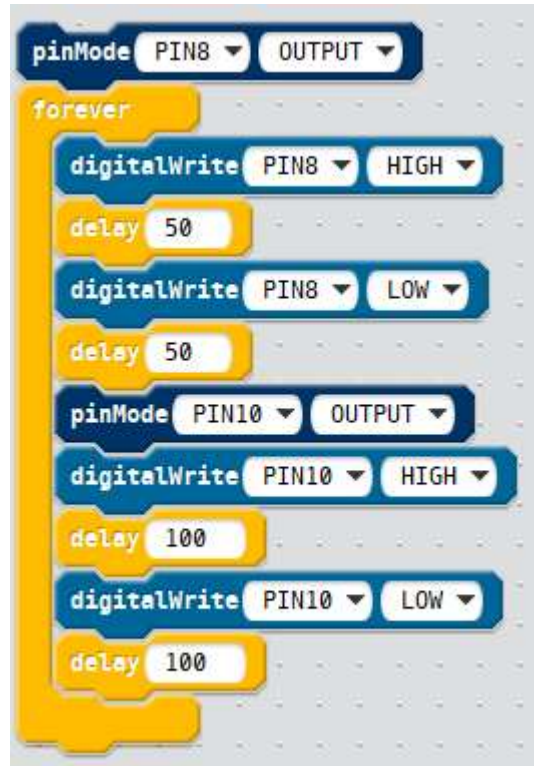 pinMode PIN8 OUTPUT
forever
digitalWrite PIN8 HIGH
delay 50
digitalWrite PIN8 LOW
delay 50
pinMode PIN10 OUTPUT
digitalWrite PIN10 HIGH
delay 100
digitalWrite PIN10 LOW
delay 100